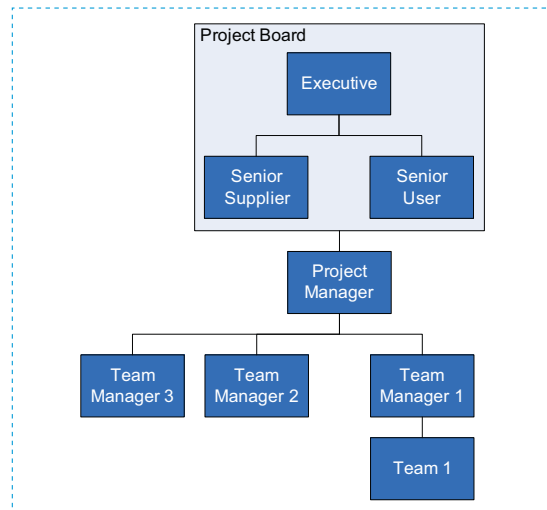 Project Board
Executive
Senior
Supplier
Senior
User
Project
Manager
Team
Manager 3
Team
Manager 2
Team
Manager 1
Team 1